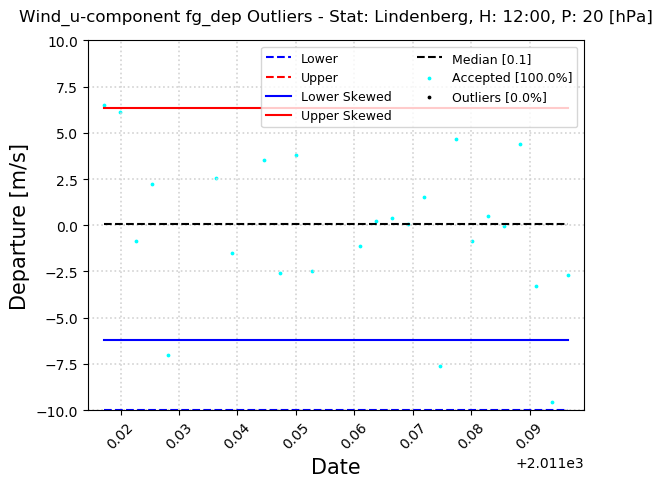 Wind_u-component fg_dep Outliers - Stat: Lindenberg, H: 12:00, P: 20 [hPa]
Lower
Upper
Lower Skewed
Upper Skewed
Median [0.1]
Accepted [100.0%]
Outliers [0.0%]
Departure [m/s]
10.0
7.5
5.0
2.5
0.0
−2.5
−5.0
−7.5
−10.0
0.02
0.03
0.04
0.05
0.06
0.07
0.08
0.09
+2.011e3
Date